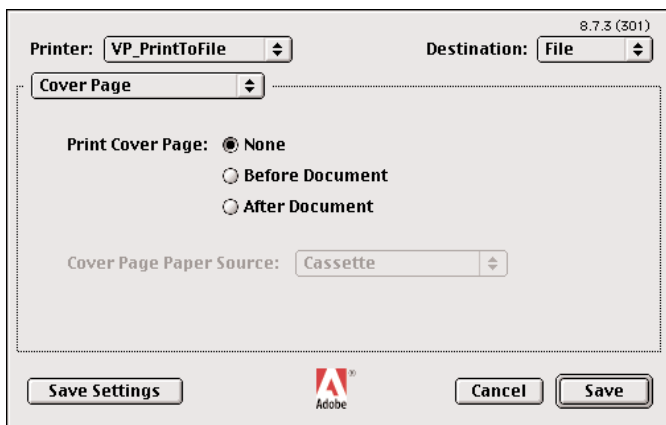 8.7.3 (301)
Printer: VP_PrintToFile Destination: File
Cover Page
Print Cover Page: None
Before Document
After Document
Cover Page Paper Source: Cassette
Save Settings Adobe ® Cancel Save